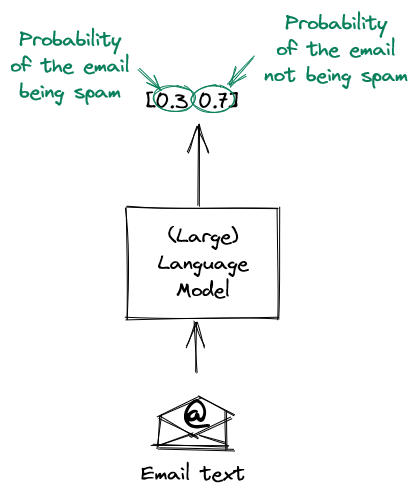 Probability
of the email
being spam
Probability
of the email
not being spam
[0.3 0.7]
(Large)
Language
Model
@
Email text